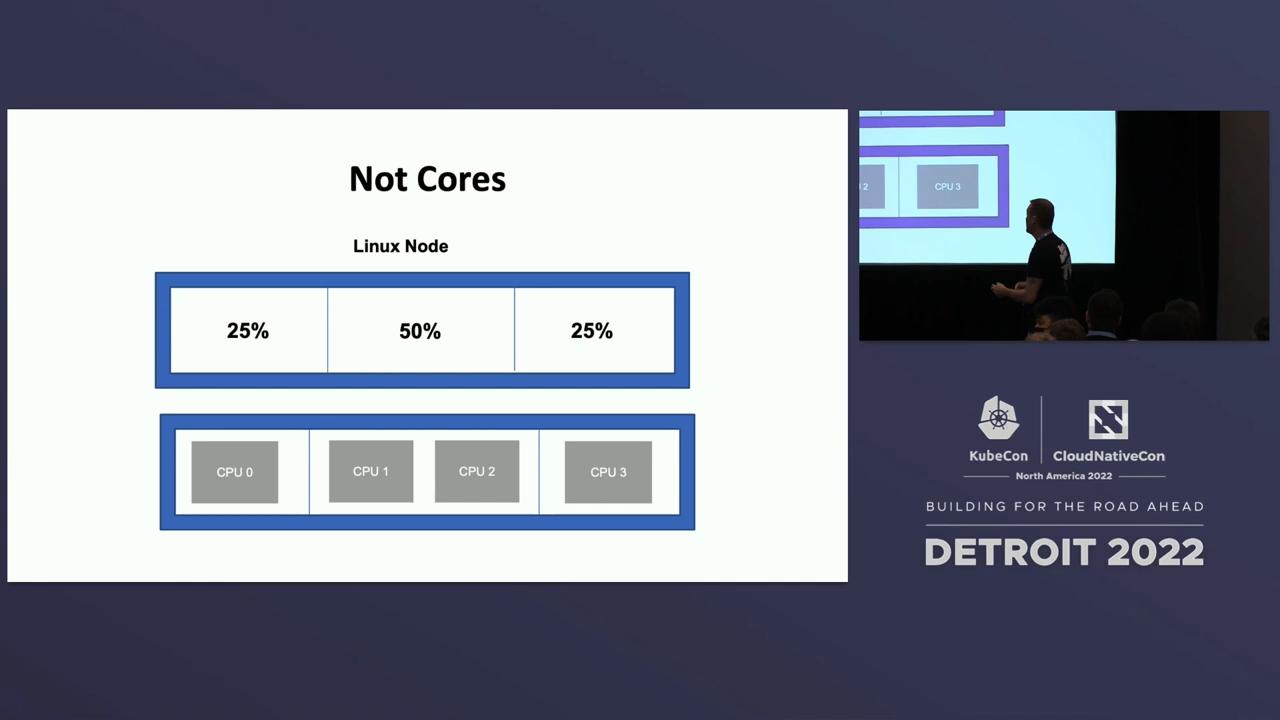 Not Cores
Linux Node
25% 50% 25%
CPU 0 CPU 1 CPU 2 CPU 3
2 CPU 3
KubeCon CloudNativeCon
North America 2022
BUILDING FOR THE ROAD AHEAD
DETROIT 2022